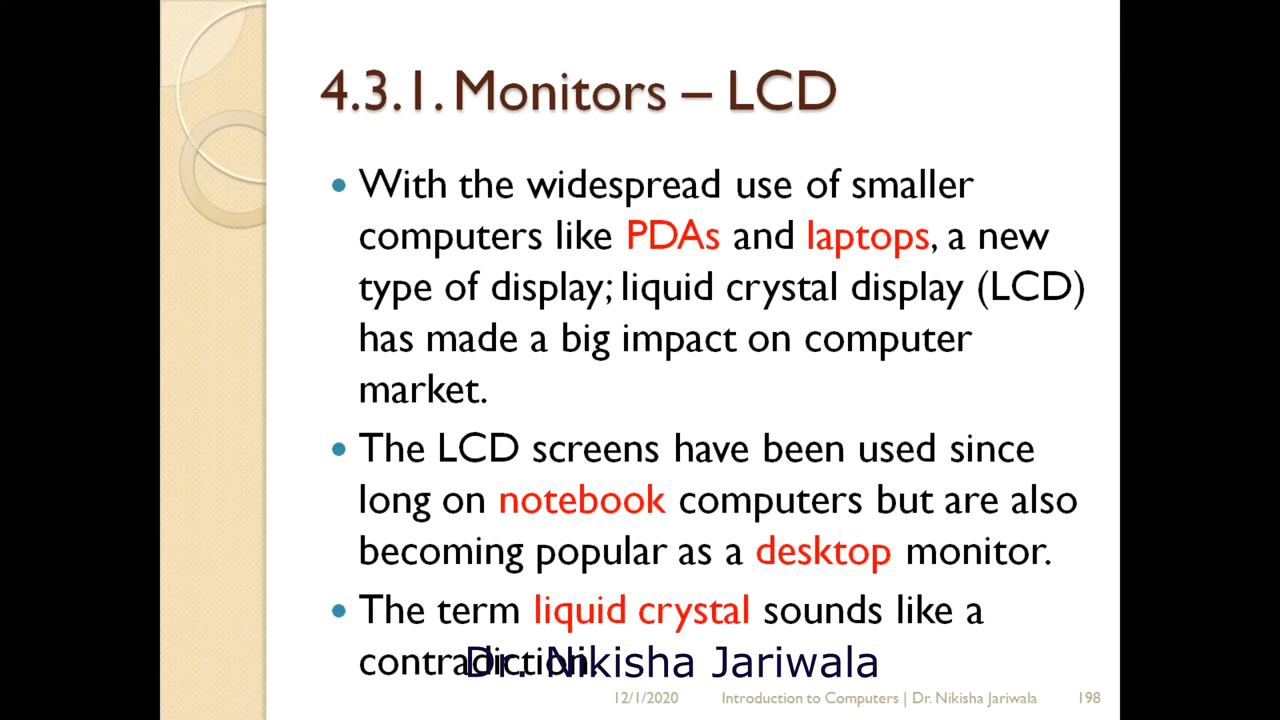 4.3.1. Monitors – LCD
• With the widespread use of smaller
computers like PDAs and laptops, a new
type of display; liquid crystal display (LCD)
has made a big impact on computer
market.
• The LCD screens have been used since
long on notebook computers but are also
becoming popular as a desktop monitor.
• The term liquid crystal sounds like a
contradiction.
Dr. Nikisha Jariwala
12/1/2020 Introduction to Computers | Dr. Nikisha Jariwala 198